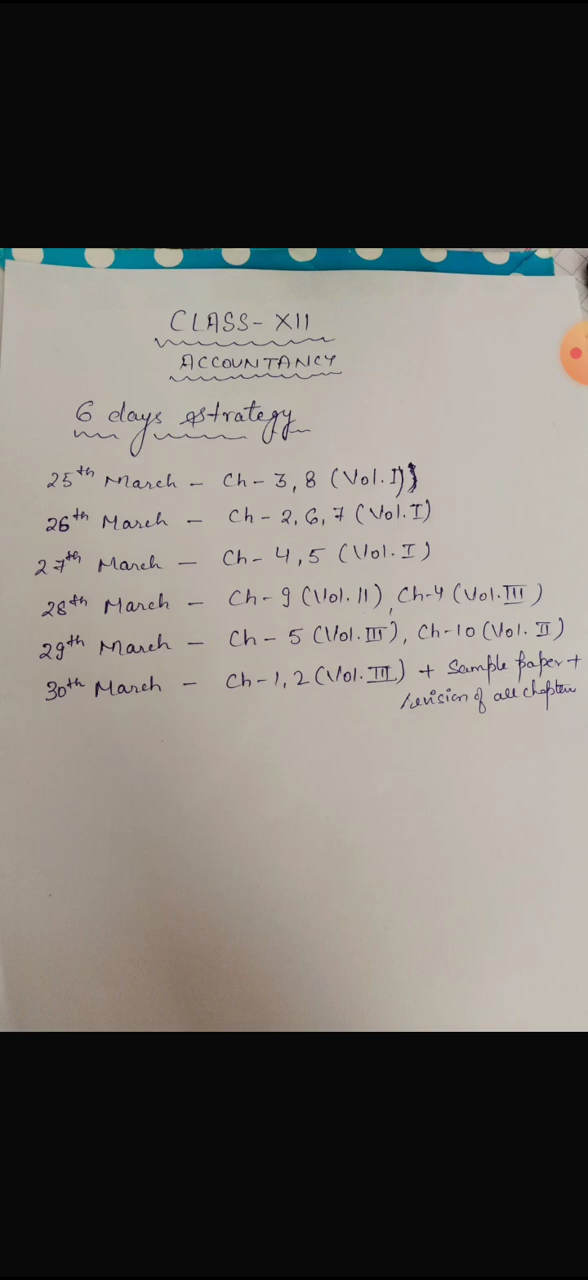 CLASS- XII
ACCOUNTANCY
6 days strategy
25th March - Ch- 3, 8 (Vol. I)
26th March - Ch- 2, 6, 7 (Vol. I)
27th March - Ch- 4, 5 (Vol. I)
28th March - Ch- 9 (Vol. II), Ch-4 (Vol. III)
29th March - Ch- 5 (Vol. III), Ch-10 (Vol. II)
30th March - Ch-1, 2 (Vol. III) + Sample paper +
revision of all chapters